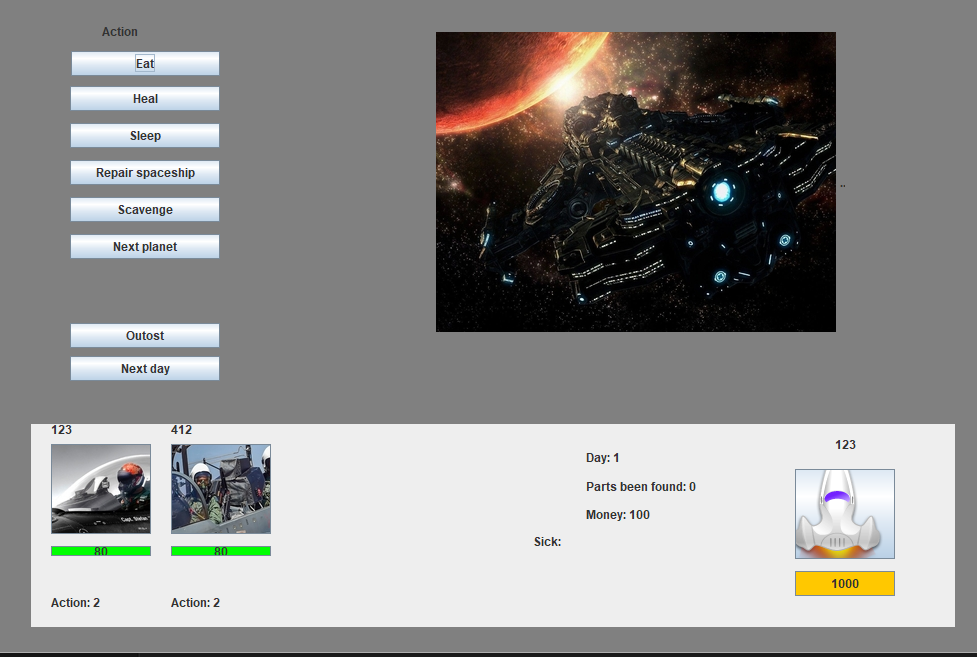 Action
Eat
Heal
Sleep
Repair spaceship
Scavenge
Next planet
..
Outost
Next day
123
412
80
80
Action: 2
Action: 2
Day: 1
Parts been found: 0
Money: 100
Sick:
123
1000